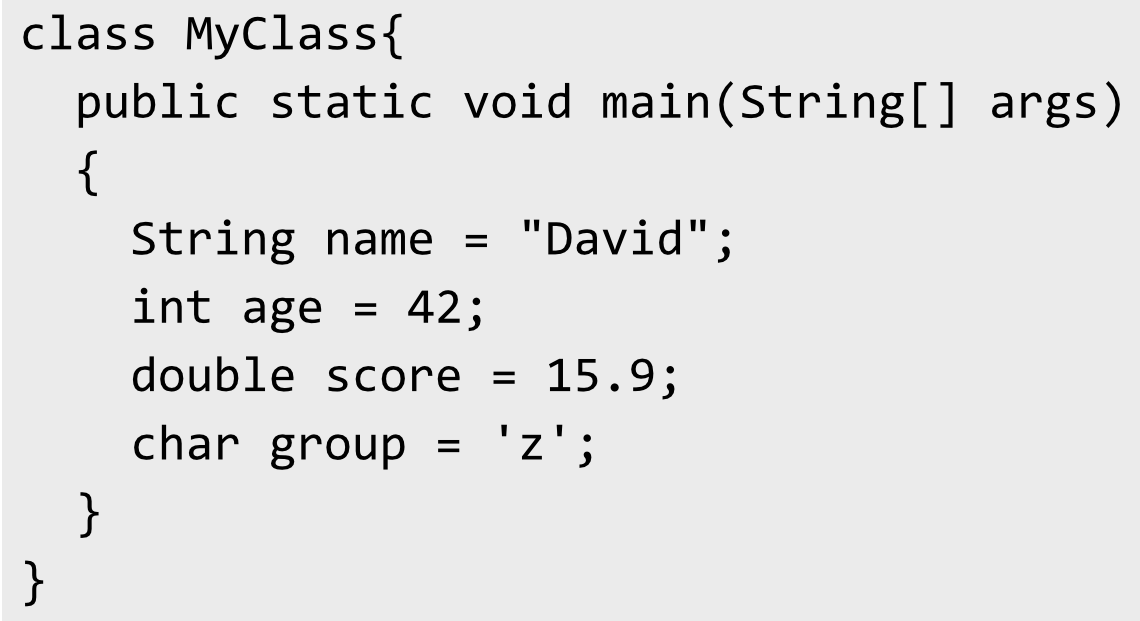 class MyClass{
  public static void main(String[] args)
  {
    String name = "David";
    int age = 42;
    double score = 15.9;
    char group = 'z';
  }
}